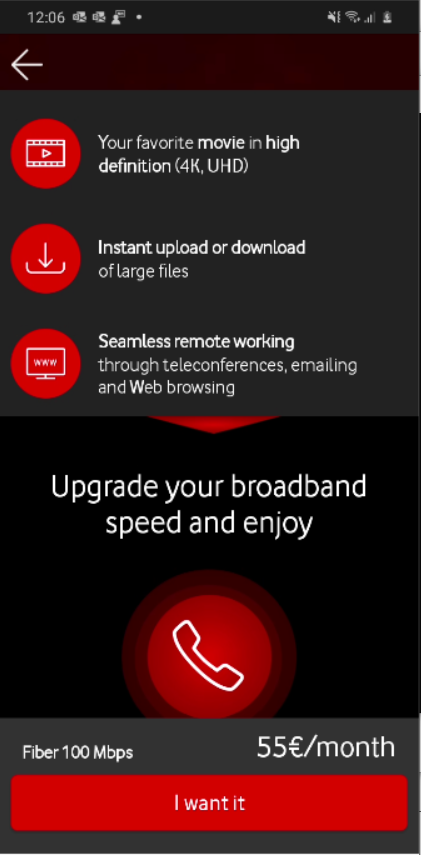 12:06
Your favorite movie in high
definition (4K, UHD)
Instant upload or download
of large files
www
Seamless remote working
through teleconferences, emailing
and Web browsing
Upgrade your broadband
speed and enjoy
Fiber 100 Mbps
55€/month
I want it